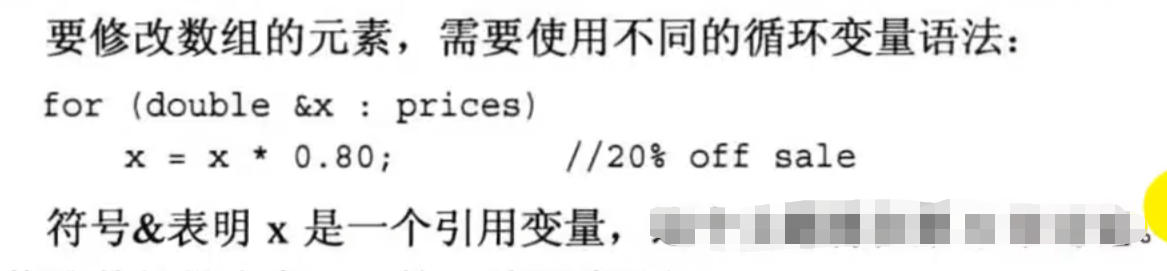 要修改数组的元素，需要使用不同的循环变量语法：
for (double &x : prices)
x = x * 0.80; //20% off sale
符号&表明 x 是一个引用变量，